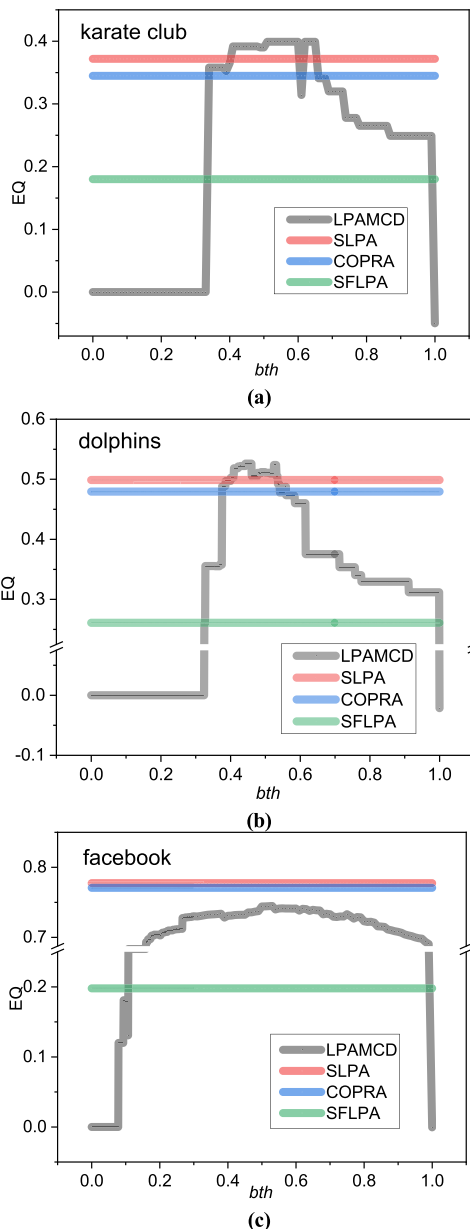 karate club
0.4
0.3
0.2
0.1
0.0
EQ
LPAMCD
SLPA
COPRA
SFLPA
0.0 0.2 0.4 0.6 0.8 1.0
bth
(a)
dolphins
0.6
0.5
0.4
0.3
0.0
-0.1
EQ
LPAMCD
SLPA
COPRA
SFLPA
0.0 0.2 0.4 0.6 0.8 1.0
bth
(b)
facebook
0.8
0.7
0.2
0.1
0.0
EQ
LPAMCD
SLPA
COPRA
SFLPA
0.0 0.2 0.4 0.6 0.8 1.0
bth
(c)